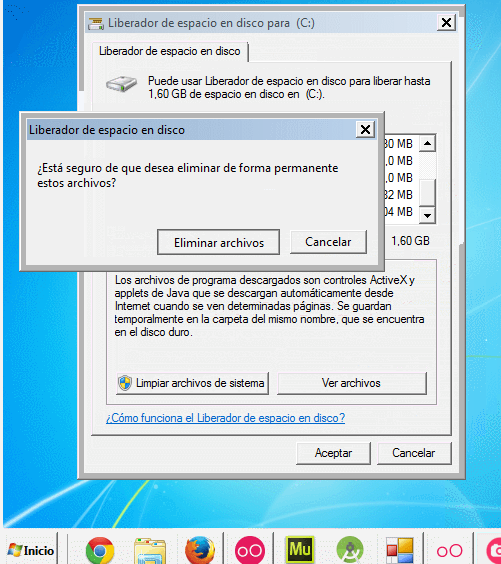 Liberador de espacio en disco para (C:)
Liberador de espacio en disco
Puede usar Liberador de espacio en disco para liberar hasta
1,60 GB de espacio en disco en (C:).
Liberador de espacio en disco
¿Está seguro de que desea eliminar de forma permanente
estos archivos?
Eliminar archivos
Cancelar
MB
,0 MB
,0 MB
32 MB
04 MB
1,60 GB
Los archivos de programa descargados son controles ActiveX y
applets de Java que se descargan automáticamente desde
Internet cuando se ven determinadas páginas. Se guardan
temporalmente en la carpeta del mismo nombre, que se encuentra
en el disco duro.
Limpiar archivos de sistema
Ver archivos
¿Cómo funciona el Liberador de espacio en disco?
Aceptar
Cancelar
Inicio
Mu